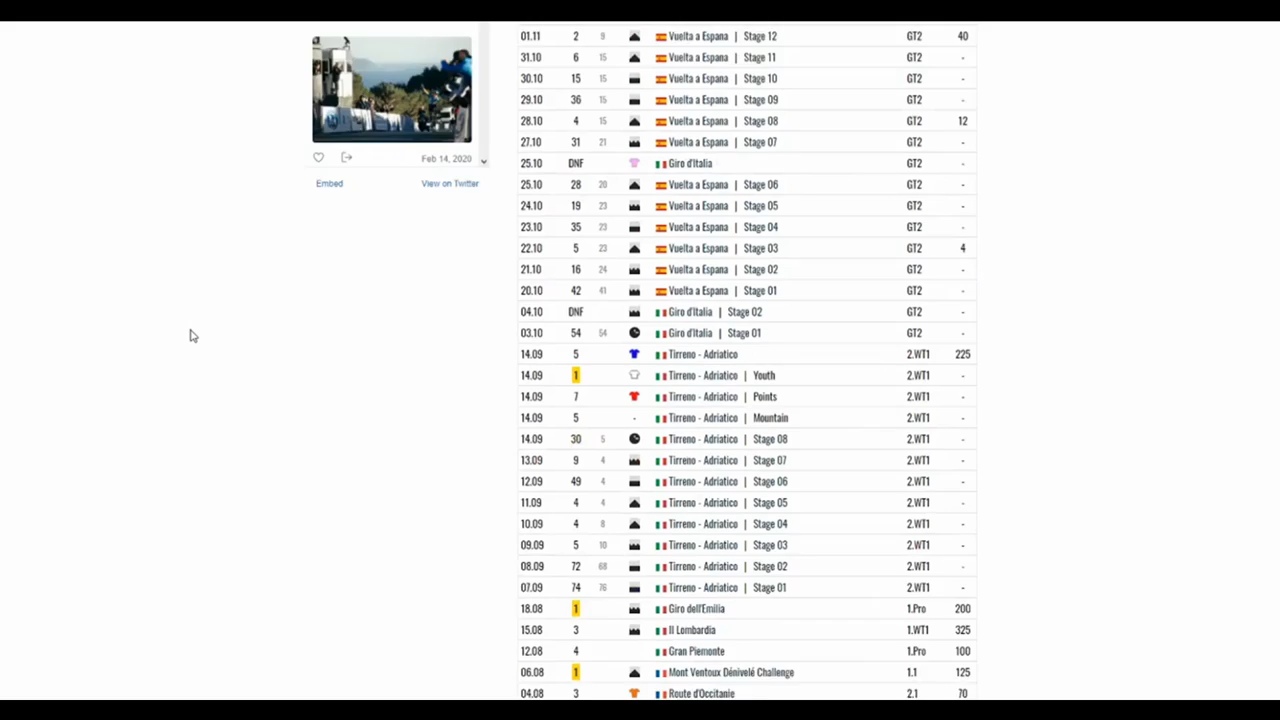 01.11 2 9 Vuelta a Espana | Stage 12 GT2 40
31.10 6 15 Vuelta a Espana | Stage 11 GT2 -
30.10 15 15 Vuelta a Espana | Stage 10 GT2 -
29.10 36 15 Vuelta a Espana | Stage 09 GT2 -
28.10 4 15 Vuelta a Espana | Stage 08 GT2 12
27.10 31 21 Vuelta a Espana | Stage 07 GT2 -
Feb 14, 2020
Embed View on Twitter
25.10 DNF Giro d'Italia GT2 -
25.10 28 20 Vuelta a Espana | Stage 06 GT2 -
24.10 19 23 Vuelta a Espana | Stage 05 GT2 -
23.10 35 23 Vuelta a Espana | Stage 04 GT2 -
22.10 5 23 Vuelta a Espana | Stage 03 GT2 4
21.10 16 24 Vuelta a Espana | Stage 02 GT2 -
20.10 42 41 Vuelta a Espana | Stage 01 GT2 -
04.10 DNF Giro d'Italia | Stage 02 GT2 -
03.10 54 54 Giro d'Italia | Stage 01 GT2 -
14.09 5 Tirreno - Adriatico 2.WT1 225
14.09 1 Tirreno - Adriatico | Youth 2.WT1 -
14.09 7 Tirreno - Adriatico | Points 2.WT1 -
14.09 5 - Tirreno - Adriatico | Mountain 2.WT1 -
14.09 30 5 Tirreno - Adriatico | Stage 08 2.WT1 -
13.09 9 4 Tirreno - Adriatico | Stage 07 2.WT1 -
12.09 49 4 Tirreno - Adriatico | Stage 06 2.WT1 -
11.09 4 4 Tirreno - Adriatico | Stage 05 2.WT1 -
10.09 4 8 Tirreno - Adriatico | Stage 04 2.WT1 -
09.09 5 10 Tirreno - Adriatico | Stage 03 2.WT1 -
08.09 72 68 Tirreno - Adriatico | Stage 02 2.WT1 -
07.09 74 76 Tirreno - Adriatico | Stage 01 2.WT1 -
18.08 1 Giro dell'Emilia 1.Pro 200
15.08 3 Il Lombardia 1.WT1 325
12.08 4 Gran Piemonte 1.Pro 100
06.08 1 Mont Ventoux Dénivelé Challenge 1.1 125
04.08 3 Route d'Occitanie 2.1 70